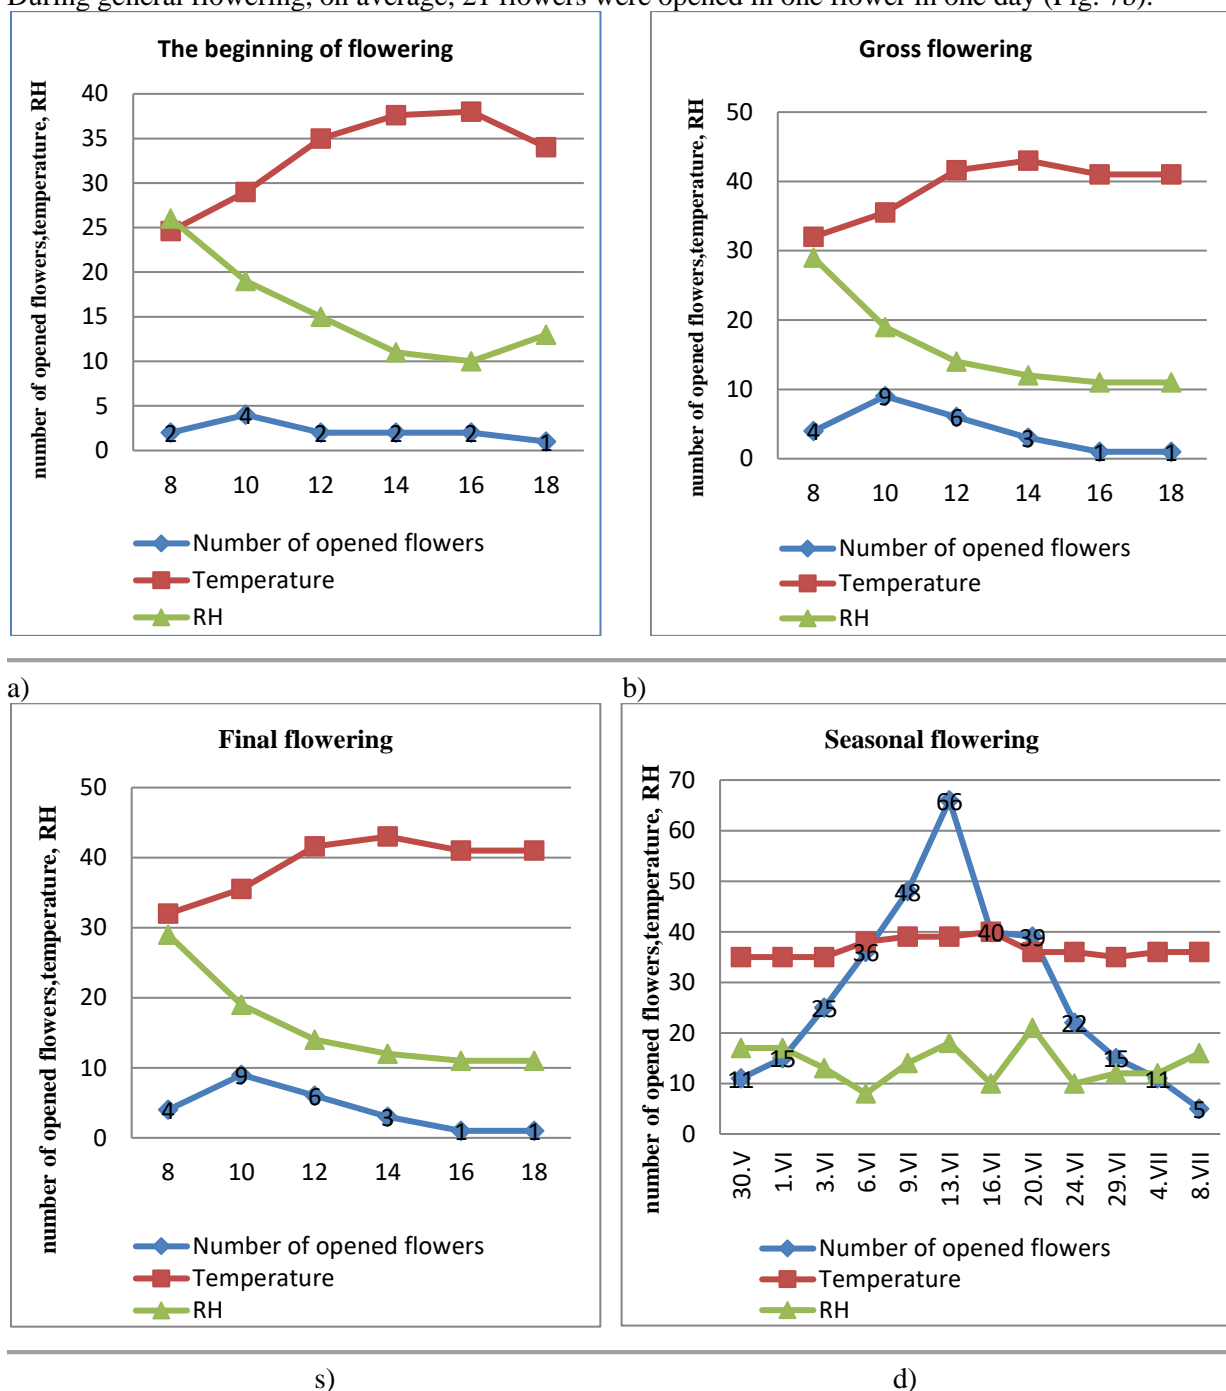 During general flowering, on average, 21 flowers were opened in one flower in one day (Fig. 7b).
The beginning of flowering
number of opened flowers,temperature, RH
40
35
30
25
20
15
10
5
0
2
4
2
2
2
1
8 10 12 14 16 18
Number of opened flowers
Temperature
RH
Gross flowering
number of opened flowers,temperature, RH
50
40
30
20
10
0
4
9
6
3
1
1
8 10 12 14 16 18
Number of opened flowers
Temperature
RH
a) b)
Final flowering
number of opened flowers,temperature, RH
50
40
30
20
10
0
4
9
6
3
1
1
8 10 12 14 16 18
Number of opened flowers
Temperature
RH
Seasonal flowering
number of opened flowers,temperature, RH
70
60
50
40
30
20
10
0
11
15
25
36
48
66
40
39
22
15
11
5
30.V
1.VI
3.VI
6.VI
9.VI
13.VI
16.VI
20.VI
24.VI
29.VI
4.VII
8.VII
Number of opened flowers
Temperature
RH
s) d)